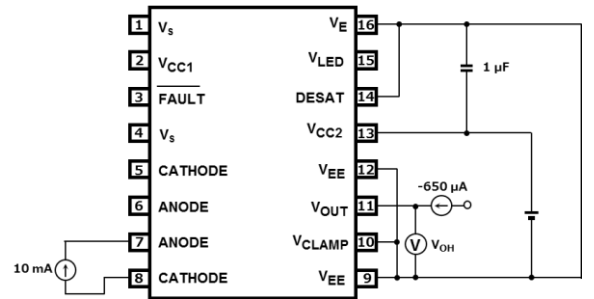 1 Vs VE 16
2 VCC1 VLED 15 1 µF
3 FAULT DESAT 14
4 Vs VCC2 13
5 CATHODE VEE 12
-650 µA
6 ANODE VOUT 11
7 ANODE VCLAMP 10 V VOH
10 mA 8 CATHODE VEE 9